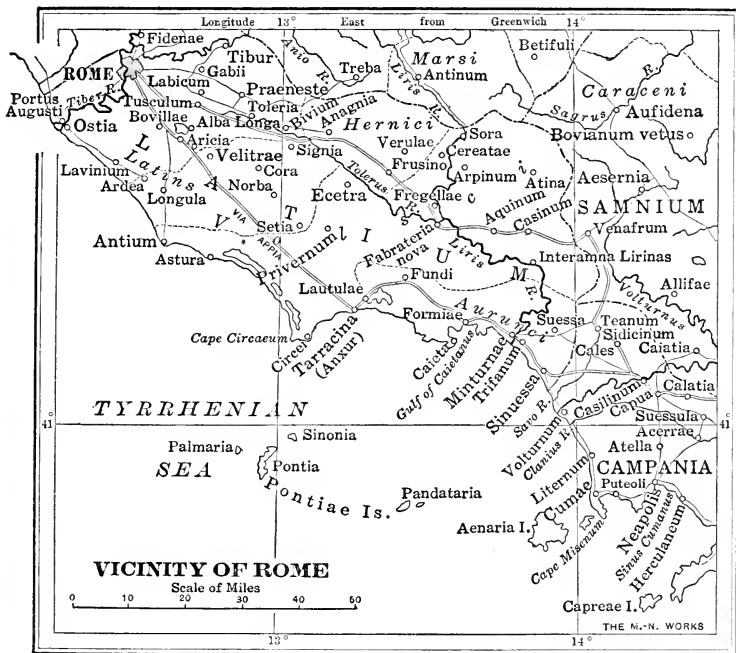 Longitude 13° East from Greenwich 14°
Fidenae
Tibur
Anio R.
Marsi
Betifuli
ROME
Gabii
Treba
Liris R.
Antinum
Caraceni
Labicum
Praeneste
Portus
Augusti
Tiber R.
Tusculum
Toleria
Bivium
Anagnia
Sagrus R.
Aufidena
Ostia
Bovillae
Alba Longa
Hernici
Sora
Bovianum vetus
Aricia
Signia
Verulae
Cereatae
LATIUM
Latins
Velitrae
Frusino
Arpinum
Atina
Lavinium
Ardea
Cora
Aesernia
Longula
Norba
Ecetra
Tolerus R.
Fregellae
Aquinum
Casinum
SAMNIUM
VIA
APPIA
Setia
Volsci
Antium
Privernum
Fabrateria
nova
Liris R.
Venafrum
Astura
Interamna Lirinas
Fundi
Allifae
Lautulae
Volturnus
Aurunci
Formiae
Suessa
Teanum
Sidicinum
Cape Circaeum
Circei
Tarracina
(Anxur)
Caieta
Gulf of Caietanus
Minturnae
Trifanum
Cales
Caiatia
Sinuessa
Savo R.
Casilinum
Capua
Calatia
41°
TYRRHENIAN
SEA
Volturnum
Clanius R.
Suessula
41°
Sinonia
Acerrae
Palmaria
Atella
Pontia
Liternum
CAMPANIA
Pontiae Is.
Pandataria
Cumae
Puteoli
Aenaria I.
Cape Misenum
Neapolis
Sinus Cumanus
Herculaneum
VICINITY OF ROME
Scale of Miles
0 10 20 30 40 50
Capreae I.
THE M.-N. WORKS
13° 14°